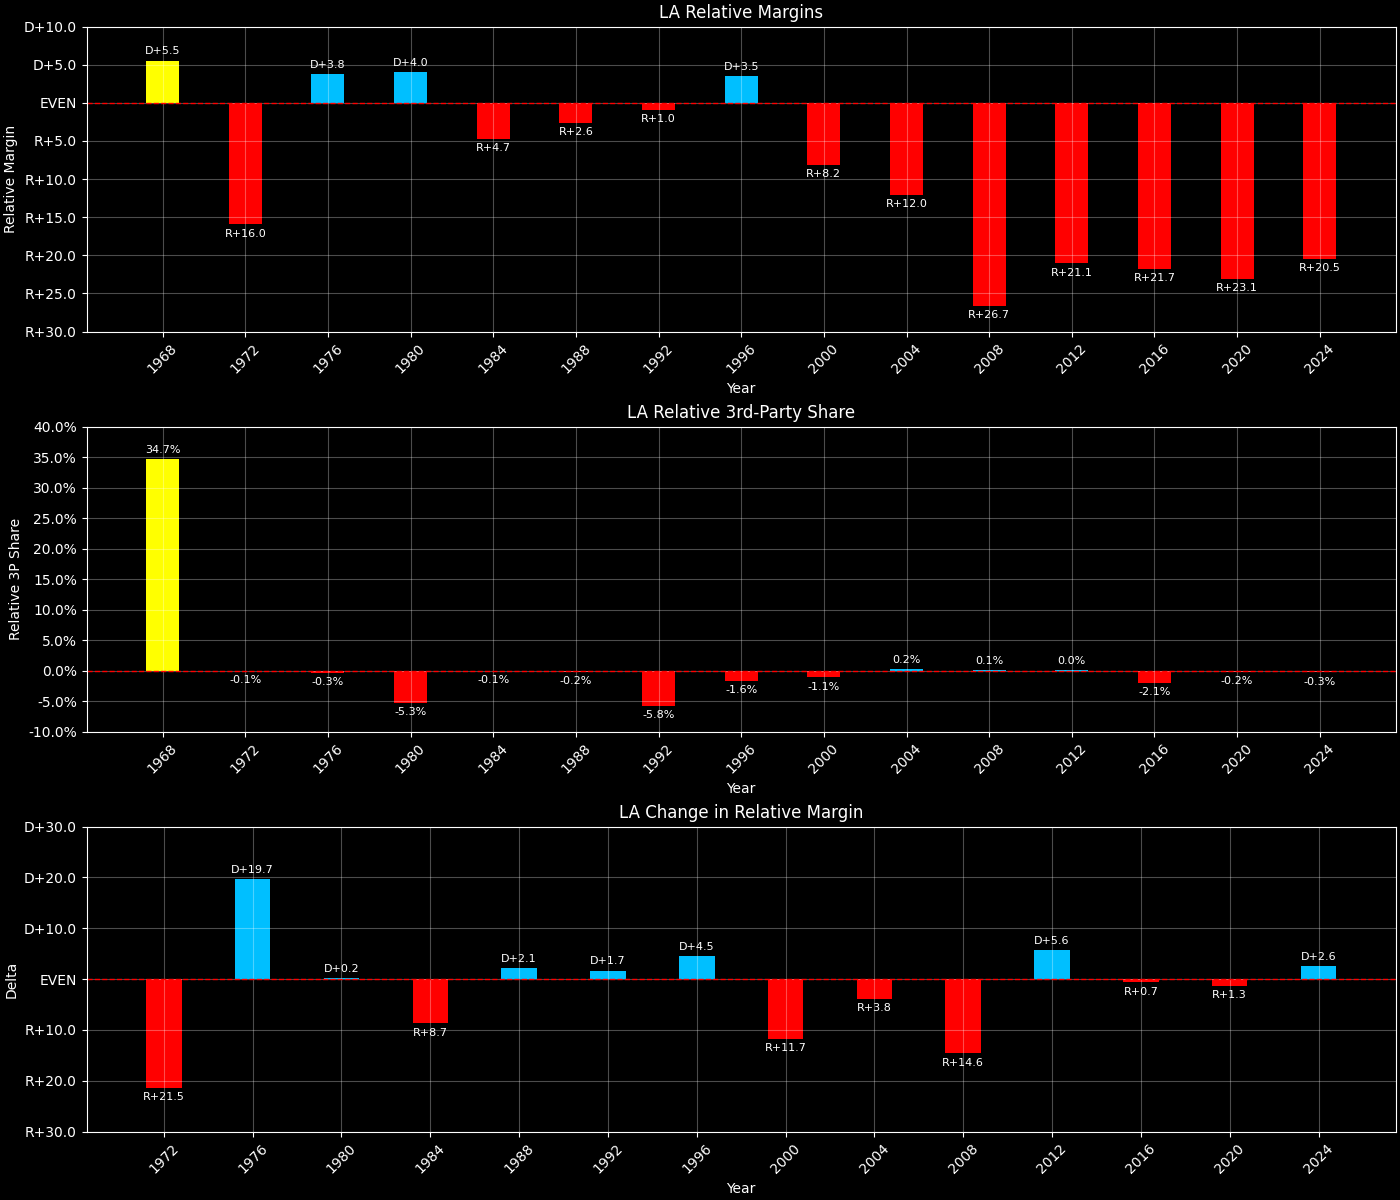 LA Relative Margins
Relative Margin
D+10.0
D+5.0
EVEN
R+5.0
R+10.0
R+15.0
R+20.0
R+25.0
R+30.0
D+5.5
R+16.0
D+3.8
D+4.0
R+4.7
R+2.6
R+1.0
D+3.5
R+8.2
R+12.0
R+26.7
R+21.1
R+21.7
R+23.1
R+20.5
1968
1972
1976
1980
1984
1988
1992
1996
2000
2004
2008
2012
2016
2020
2024
Year
LA Relative 3rd-Party Share
Relative 3P Share
40.0%
35.0%
30.0%
25.0%
20.0%
15.0%
10.0%
5.0%
0.0%
-5.0%
-10.0%
34.7%
-0.1%
-0.3%
-5.3%
-0.1%
-0.2%
-5.8%
-1.6%
-1.1%
0.2%
0.1%
0.0%
-2.1%
-0.2%
-0.3%
1968
1972
1976
1980
1984
1988
1992
1996
2000
2004
2008
2012
2016
2020
2024
Year
LA Change in Relative Margin
Delta
D+30.0
D+20.0
D+10.0
EVEN
R+10.0
R+20.0
R+30.0
R+21.5
D+19.7
D+0.2
R+8.7
D+2.1
D+1.7
D+4.5
R+11.7
R+3.8
R+14.6
D+5.6
R+0.7
R+1.3
D+2.6
1972
1976
1980
1984
1988
1992
1996
2000
2004
2008
2012
2016
2020
2024
Year